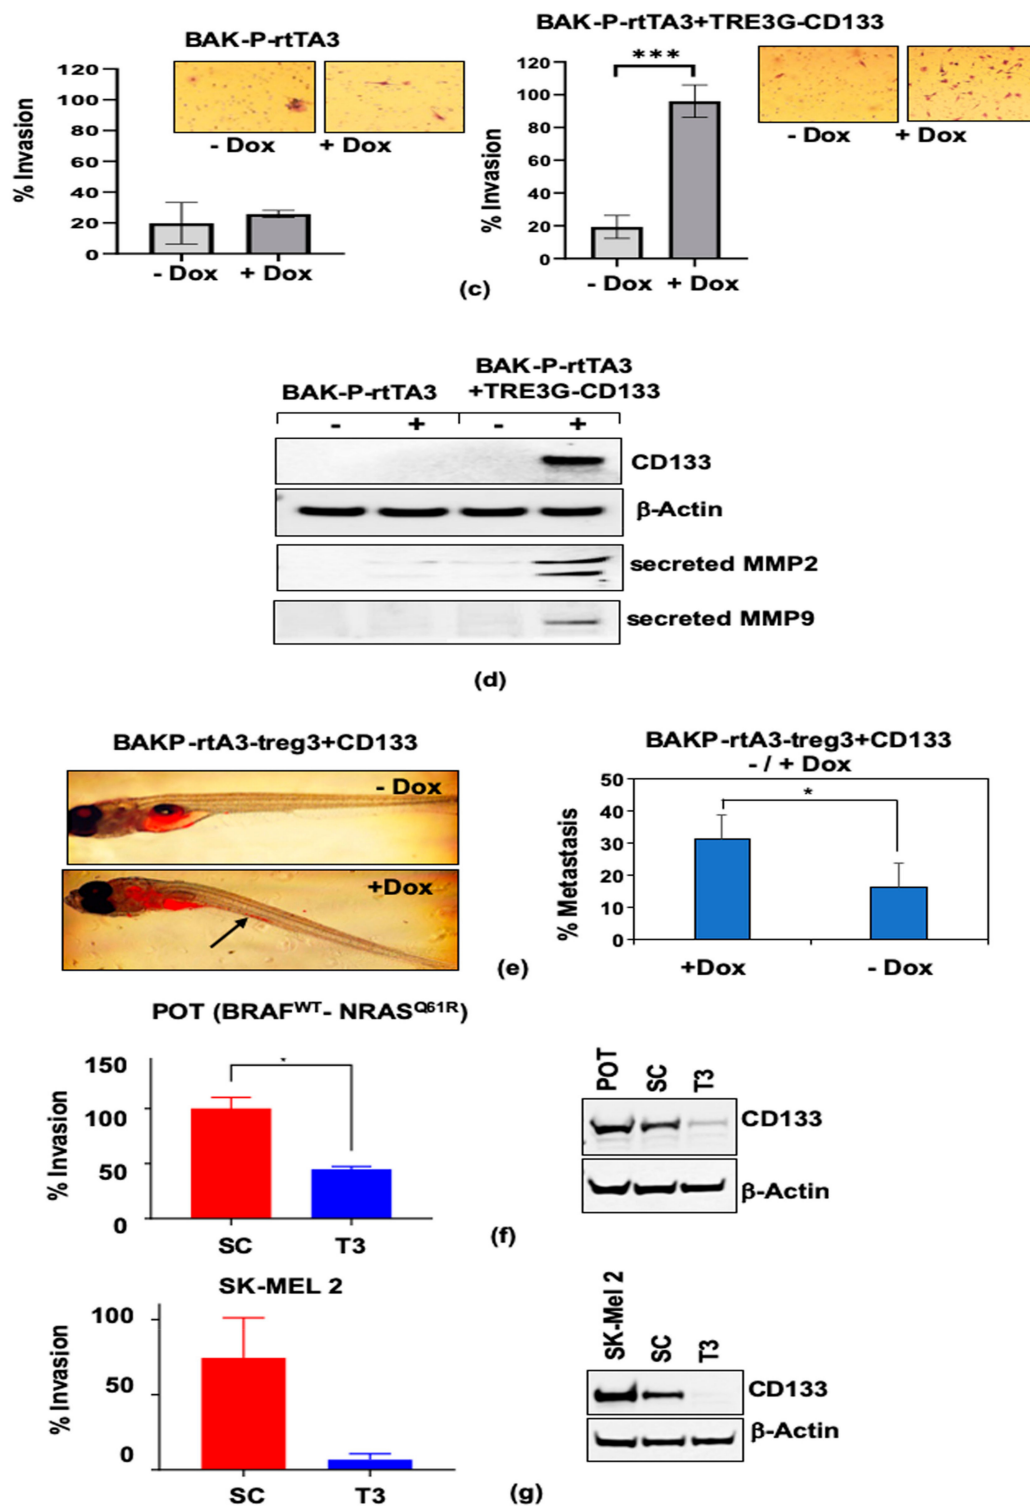 BAK-P-rtTA3
% Invasion
120
100
80
60
40
20
0
- Dox + Dox
- Dox + Dox
BAK-P-rtTA3+TRE3G-CD133
% Invasion
120
100
80
60
40
20
0
***
- Dox + Dox
- Dox + Dox
(c)
BAK-P-rtTA3
BAK-P-rtTA3
+TRE3G-CD133
- + - +
CD133
β-Actin
secreted MMP2
secreted MMP9
(d)
BAKP-rtA3-treg3+CD133
- Dox
+Dox
BAKP-rtA3-treg3+CD133
- / + Dox
% Metastasis
50
40
30
20
10
0
*
+Dox - Dox
(e)
POT (BRAFWT- NRASQ61R)
% Invasion
150
100
50
0
SC T3
POT SC T3
CD133
β-Actin
(f)
SK-MEL 2
% Invasion
100
50
0
SC T3
SK-Mel 2 SC T3
CD133
β-Actin
(g)